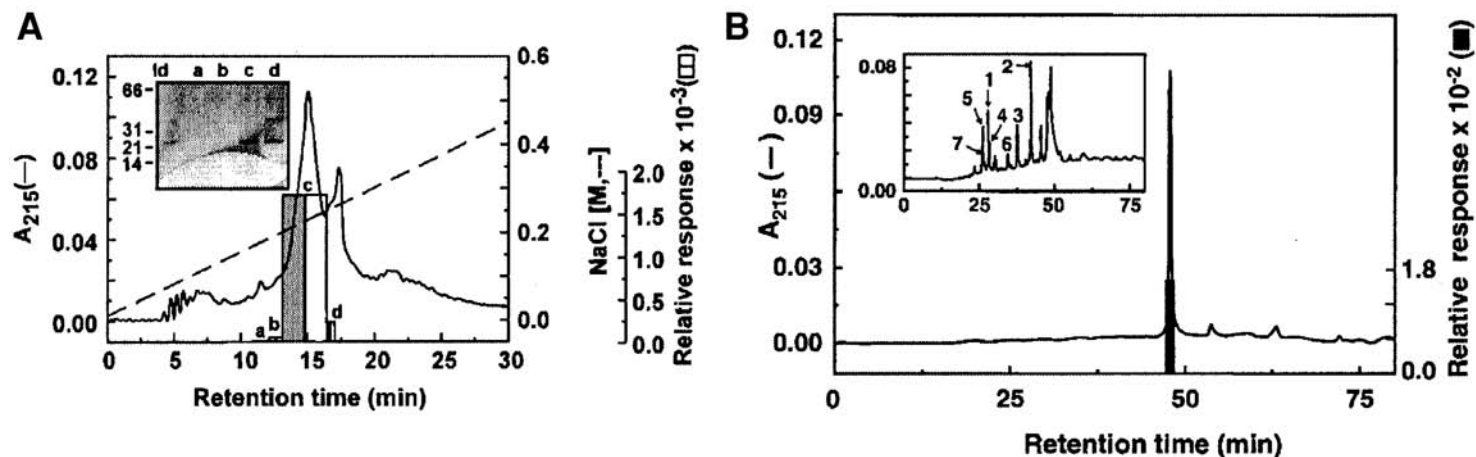 A
0.12
0.08
0.04
0.00
A215(—)
ld a b c d
66
31
21
14
a
b
c
d
0 5 10 15 20 25 30
Retention time (min)
0.6
0.4
0.2
0.0
NaCl [M,---]
2.0
1.5
1.0
0.5
0.0
Relative response x 10-3(□□)
B
0.12
0.09
0.03
0.00
A215 (—)
0.08
0.00
0 25 50 75
1
2
3
4
5
6
7
0 25 50 75
Retention time (min)
1.8
0.0
Relative response x 10-2 (■)